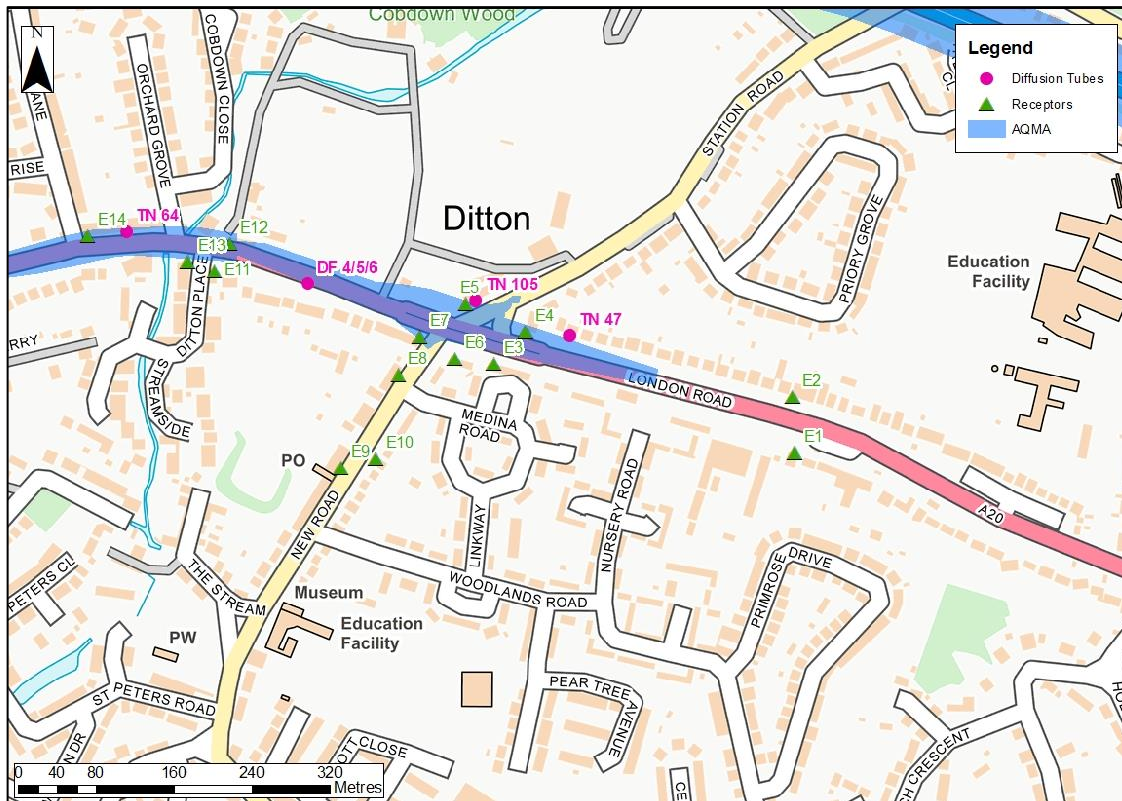 Cobdown Wood
N
Legend
Diffusion Tubes
Receptors
AQMA
COBDOWN CLOSE
ORCHARD GROVE
ANE
RISE
STATION ROAD
CL
PRIORY GROVE
Ditton
Education
Facility
E14
TN 64
E12
E13
E11
DF 4/5/6
E5
TN 105
E7
E4
TN 47
E6
E3
E8
DITTON PLACE
RRY
STREAMSIDE
LONDON ROAD
E2
E1
MEDINA
ROAD
PO
E9
E10
A20
NEW ROAD
LINKWAY
NURSERY ROAD
WOODLANDS ROAD
PRIMROSE
DRIVE
PETERS CL
THE STREAM
Museum
Education
Facility
PW
ST PETERS ROAD
PEAR TREE
AVENUE
N DR
CLOSE
CH CRESCENT
CE
0 40 80 160 240 320
Metres